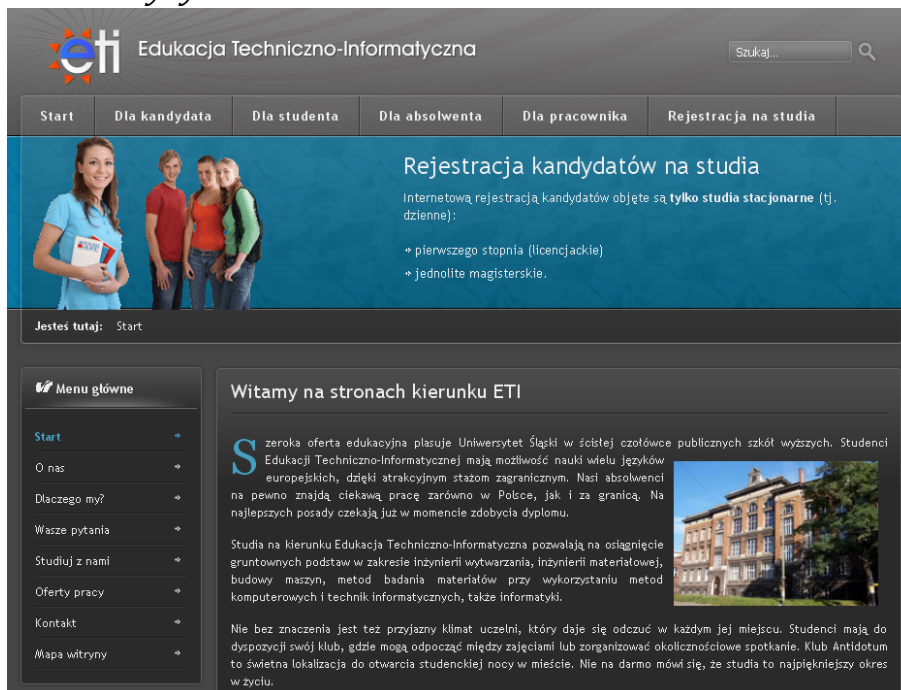 eti Edukacja Techniczno-Informatyczna
Szukaj...
Start Dla kandydata Dla studenta Dla absolwenta Dla pracownika Rejestracja na studia
Rejestracja kandydatów na studia
Internetową rejestracją kandydatów objęte są tylko studia stacjonarne (tj.
dzienne):
pierwszego stopnia (licencjackie)
jednolite magisterskie.
Jesteś tutaj: Start
Menu główne
Start
O nas
Dlaczego my?
Wasze pytania
Studiuj z nami
Oferty pracy
Kontakt
Mapa witryny
Witamy na stronach kierunku ETI
Szeroka oferta edukacyjna plasuje Uniwersytet Śląski w ścisłej czołówce publicznych szkół wyższych. Studenci
Edukacji Techniczno-Informatycznej mają możliwość nauki wielu języków
europejskich, dzięki atrakcyjnym stażom zagranicznym. Nasi absolwenci
na pewno znajdą ciekawą pracę zarówno w Polsce, jak i za granicą. Na
najlepszych posady czekają już w momencie zdobycia dyplomu.
Studia na kierunku Edukacja Techniczno-Informatyczna pozwalają na osiągnięcie
gruntownych podstaw w zakresie inżynierii wytwarzania, inżynierii materiałowej,
budowy maszyn, metod badania materiałów przy wykorzystaniu metod
komputerowych i technik informatycznych, także informatyki.
Nie bez znaczenia jest też przyjazny klimat uczelni, który daje się odczuć w każdym jej miejscu. Studenci mają do
dyspozycji swój klub, gdzie mogą odpocząć między zajęciami lub zorganizować okolicznościowe spotkanie. Klub Antidotum
to świetna lokalizacja do otwarcia studenckiej nocy w mieście. Nie na darmo mówi się, że studia to najpiękniejszy okres
w życiu.